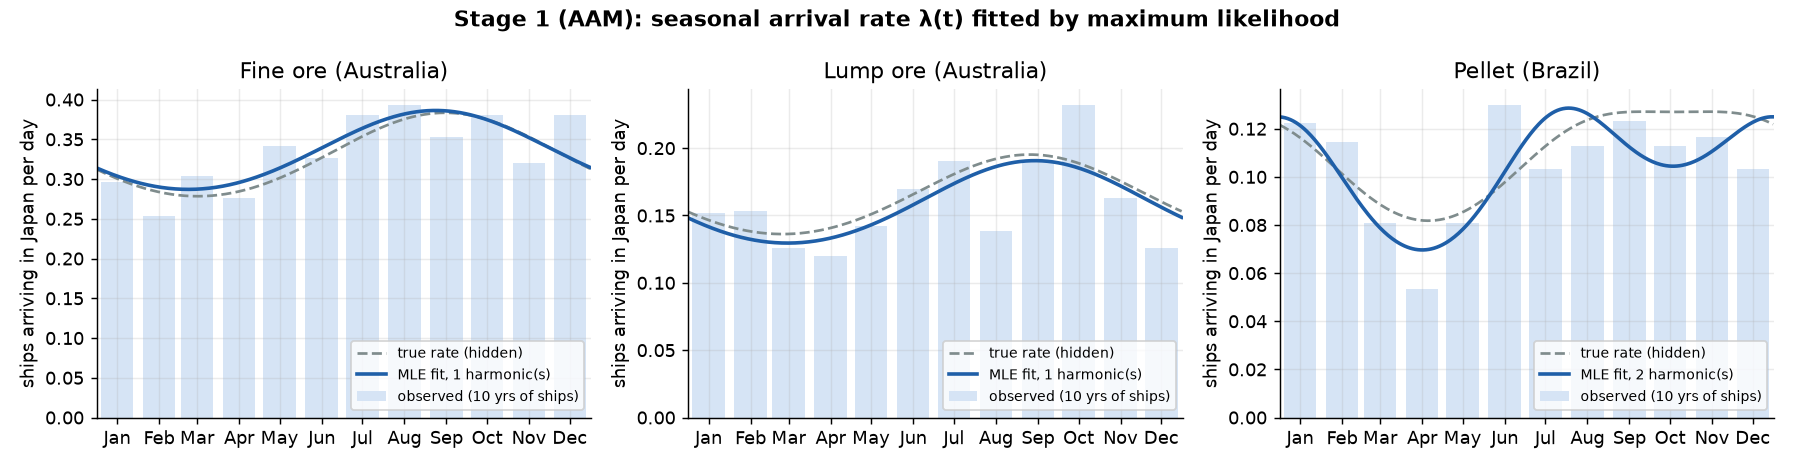 Stage 1 (AAM): seasonal arrival rate λ(t) fitted by maximum likelihood
Fine ore (Australia)
ships arriving in Japan per day
0.40
0.35
0.30
0.25
0.20
0.15
0.10
0.05
0.00
true rate (hidden)
MLE fit, 1 harmonic(s)
observed (10 yrs of ships)
Jan Feb Mar Apr May Jun Jul Aug Sep Oct Nov Dec
Lump ore (Australia)
ships arriving in Japan per day
0.20
0.15
0.10
0.05
0.00
true rate (hidden)
MLE fit, 1 harmonic(s)
observed (10 yrs of ships)
Jan Feb Mar Apr May Jun Jul Aug Sep Oct Nov Dec
Pellet (Brazil)
ships arriving in Japan per day
0.12
0.10
0.08
0.06
0.04
0.02
0.00
true rate (hidden)
MLE fit, 2 harmonic(s)
observed (10 yrs of ships)
Jan Feb Mar Apr May Jun Jul Aug Sep Oct Nov Dec